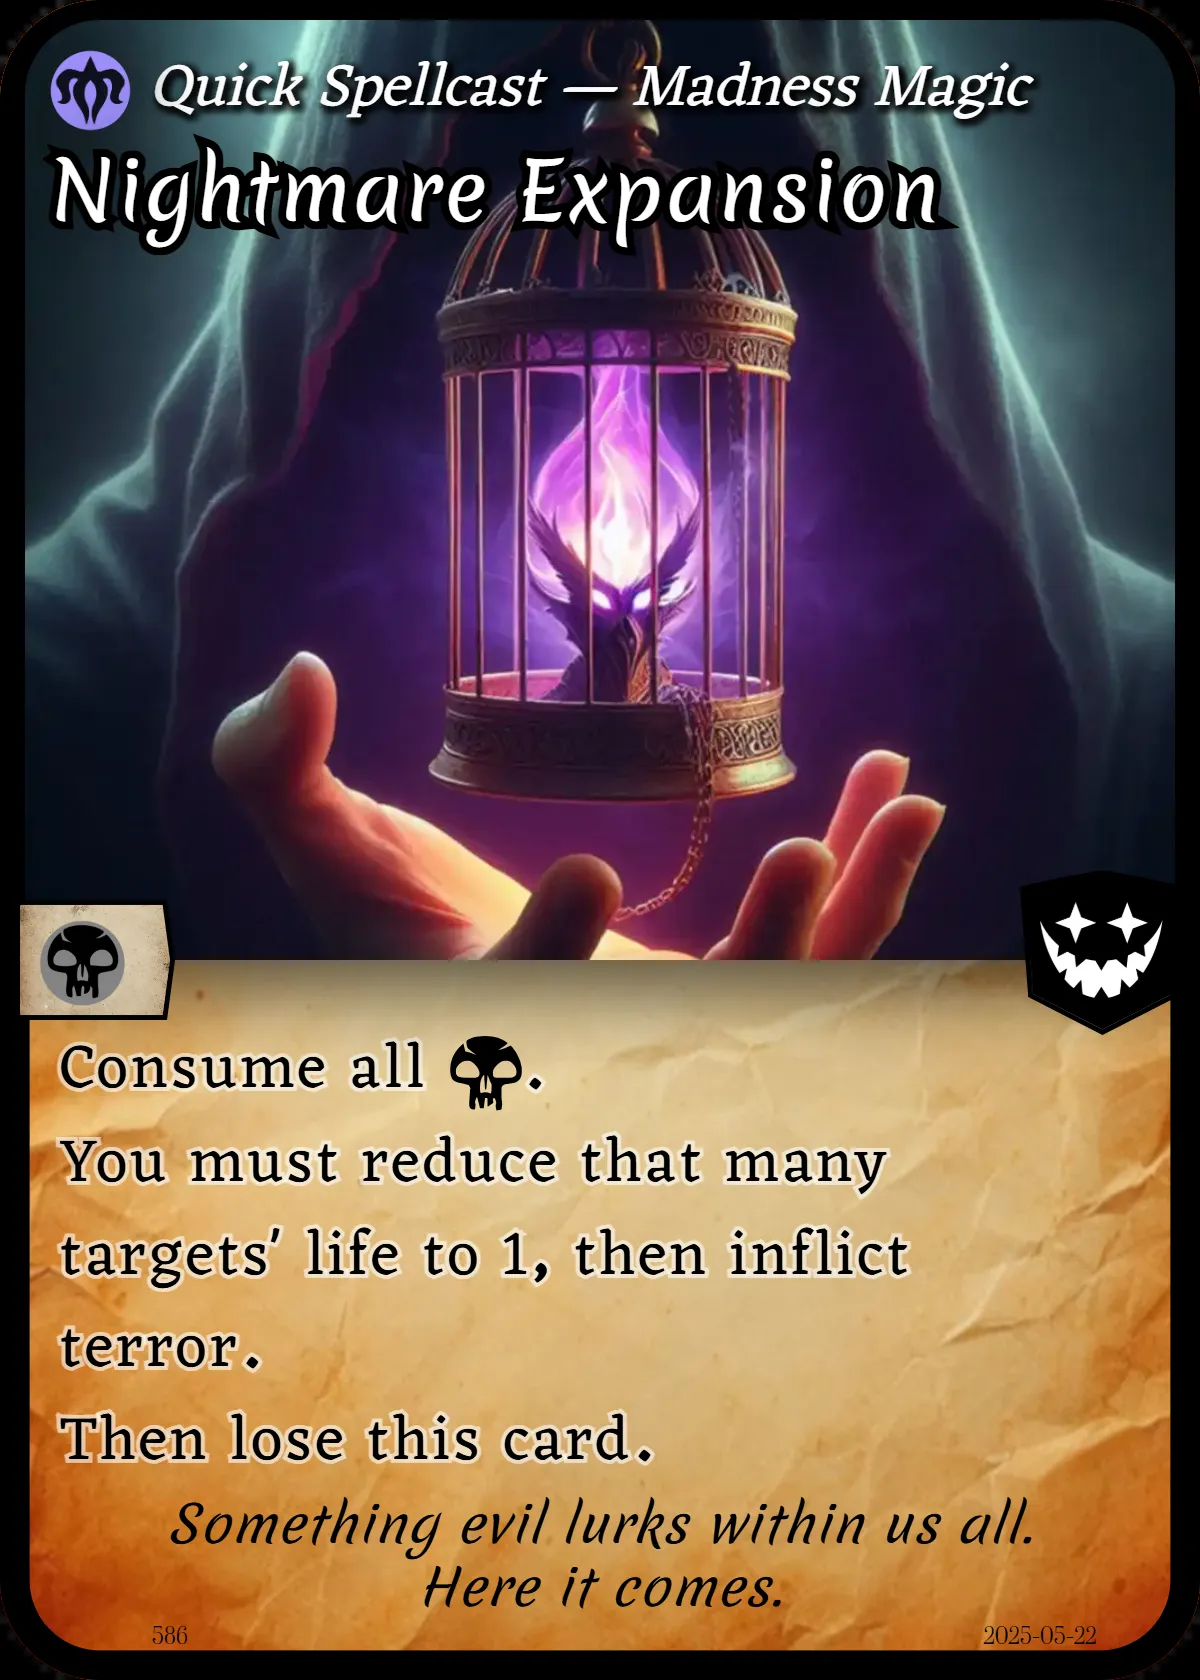 Quick Spellcast — Madness Magic
Nightmare Expansion
Consume all .
You must reduce that many
targets' life to 1, then inflict
terror.
Then lose this card.
Something evil lurks within us all.
Here it comes.
586
2025-05-22